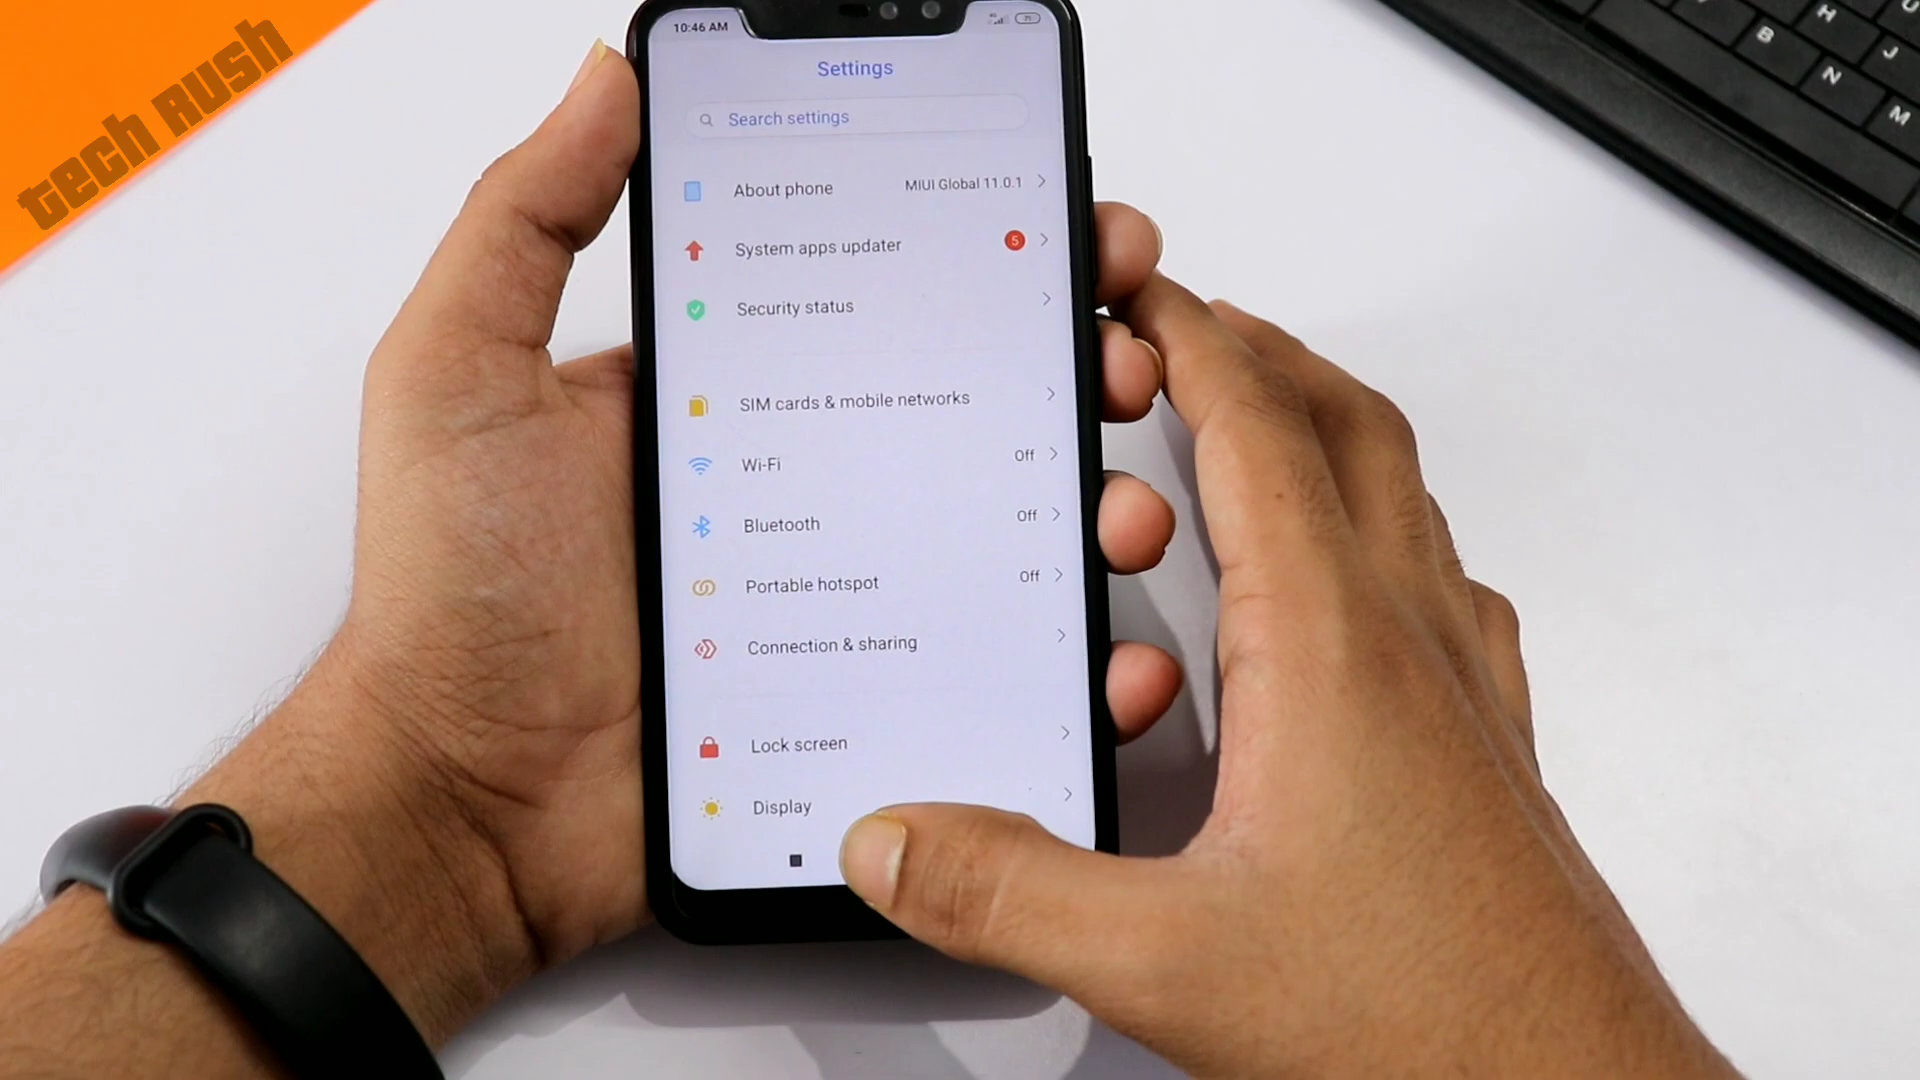 tech Rush
10:46 AM
71
Settings
Search settings
About phone MIUI Global 11.0.1
System apps updater 5
Security status
SIM cards & mobile networks
Wi-Fi Off
Bluetooth Off
Portable hotspot Off
Connection & sharing
Lock screen
Display
H
B
J
N
M